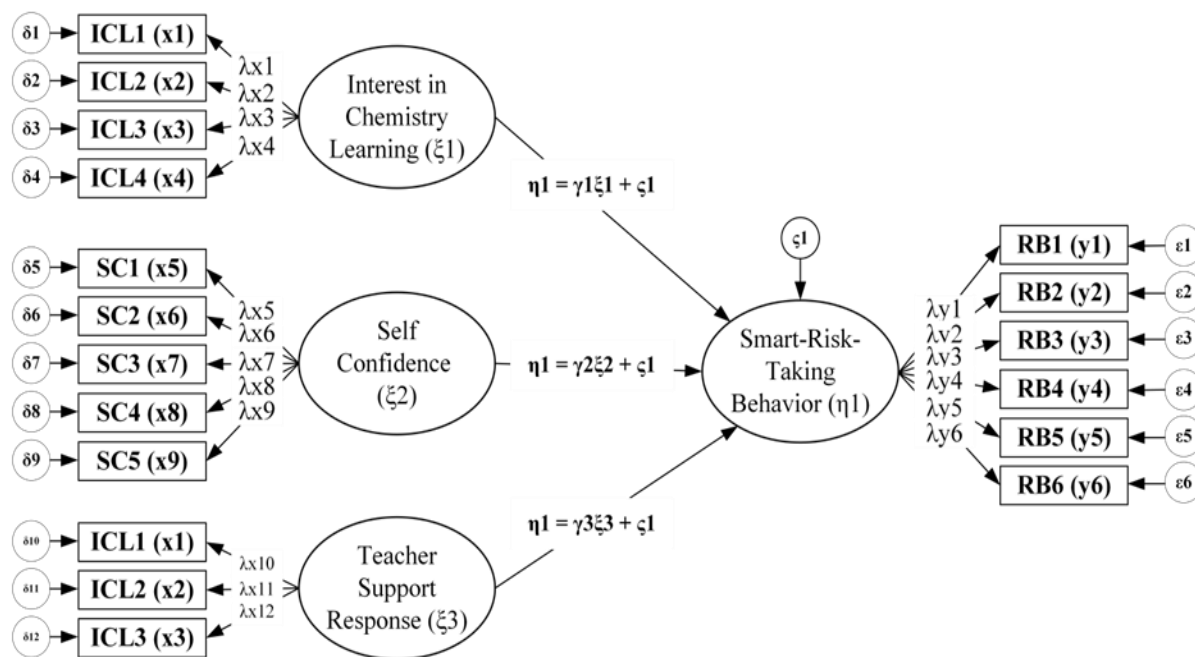 δ1
ICL1 (x1)
δ2
ICL2 (x2)
δ3
ICL3 (x3)
δ4
ICL4 (x4)
λx1
λx2
λx3
λx4
Interest in
Chemistry
Learning (ξ1)
η1 = γ1ξ1 + ς1
δ5
SC1 (x5)
δ6
SC2 (x6)
δ7
SC3 (x7)
δ8
SC4 (x8)
δ9
SC5 (x9)
λx5
λx6
λx7
λx8
λx9
Self
Confidence
(ξ2)
η1 = γ2ξ2 + ς1
δ10
ICL1 (x1)
δ11
ICL2 (x2)
δ12
ICL3 (x3)
λx10
λx11
λx12
Teacher
Support
Response (ξ3)
η1 = γ3ξ3 + ς1
ς1
Smart-Risk-
Taking
Behavior (η1)
λy1
λy2
λy3
λy4
λy5
λy6
RB1 (y1)
ε1
RB2 (y2)
ε2
RB3 (y3)
ε3
RB4 (y4)
ε4
RB5 (y5)
ε5
RB6 (y6)
ε6